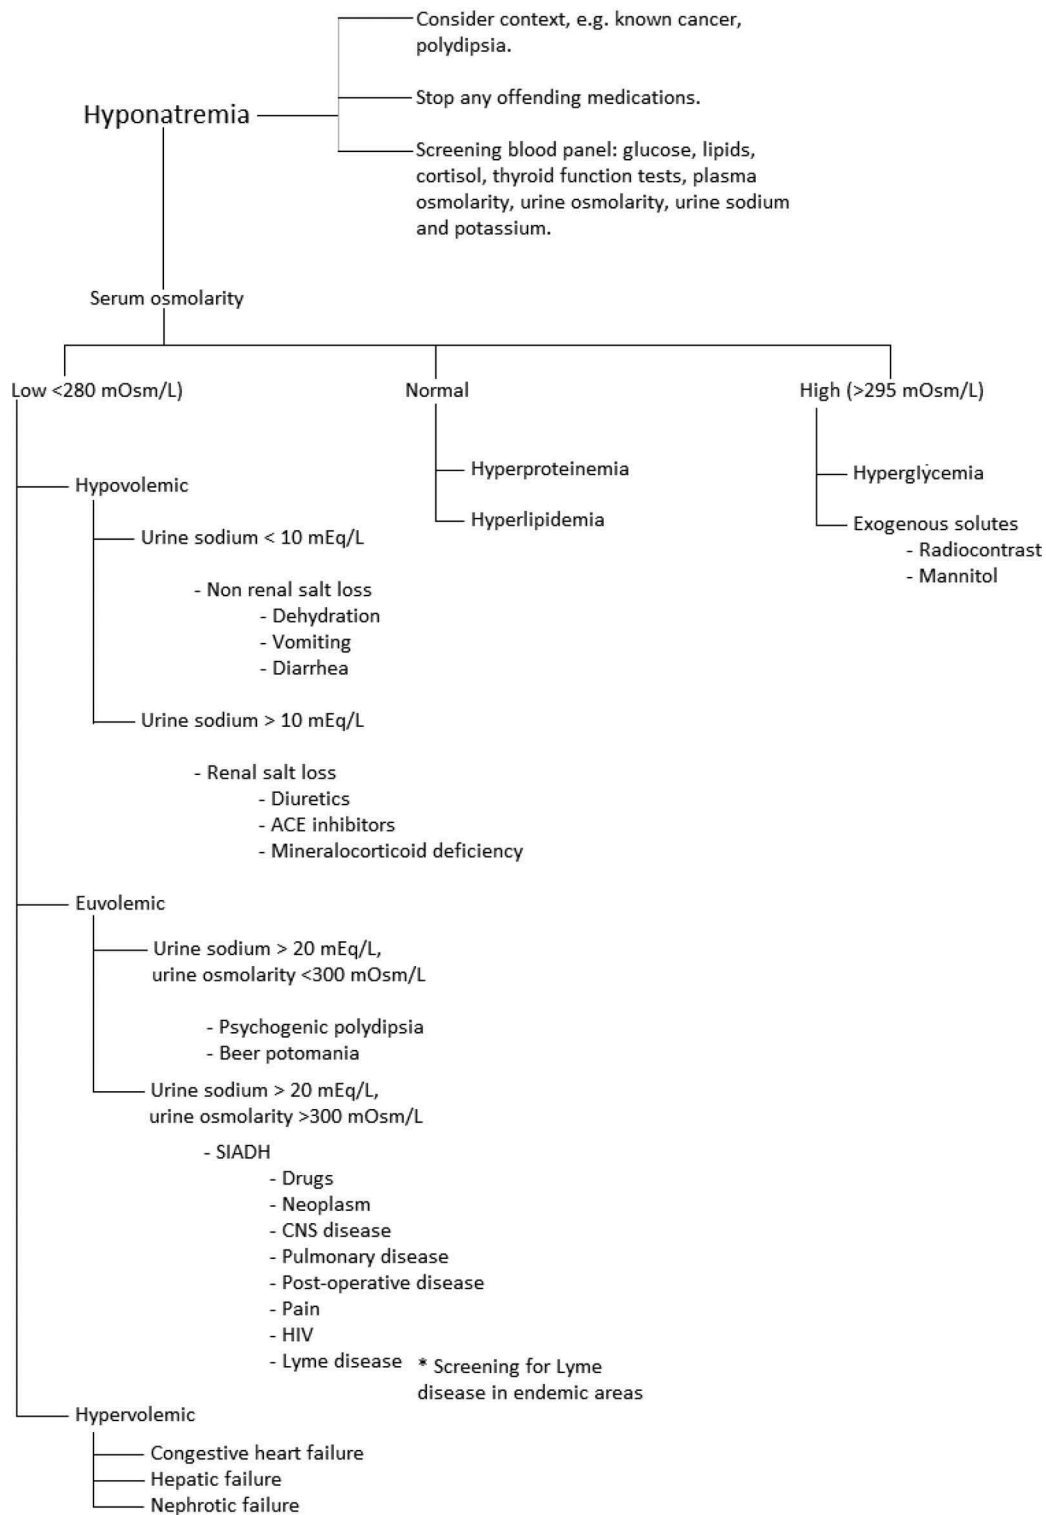 Consider context, e.g. known cancer,
polydipsia.
Hyponatremia
Stop any offending medications.
Screening blood panel: glucose, lipids,
cortisol, thyroid function tests, plasma
osmolarity, urine osmolarity, urine sodium
and potassium.
Serum osmolarity
Low <280 mOsm/L)
Normal
High (>295 mOsm/L)
Hypovolemic
Urine sodium < 10 mEq/L
- Non renal salt loss
- Dehydration
- Vomiting
- Diarrhea
Urine sodium > 10 mEq/L
- Renal salt loss
- Diuretics
- ACE inhibitors
- Mineralocorticoid deficiency
Hyperproteinemia
Hyperlipidemia
Hyperglycemia
Exogenous solutes
- Radiocontrast
- Mannitol
Euvolemic
Urine sodium > 20 mEq/L,
urine osmolarity <300 mOsm/L
- Psychogenic polydipsia
- Beer potomania
Urine sodium > 20 mEq/L,
urine osmolarity >300 mOsm/L
- SIADH
- Drugs
- Neoplasm
- CNS disease
- Pulmonary disease
- Post-operative disease
- Pain
- HIV
- Lyme disease
* Screening for Lyme
disease in endemic areas
Hypervolemic
Congestive heart failure
Hepatic failure
Nephrotic failure